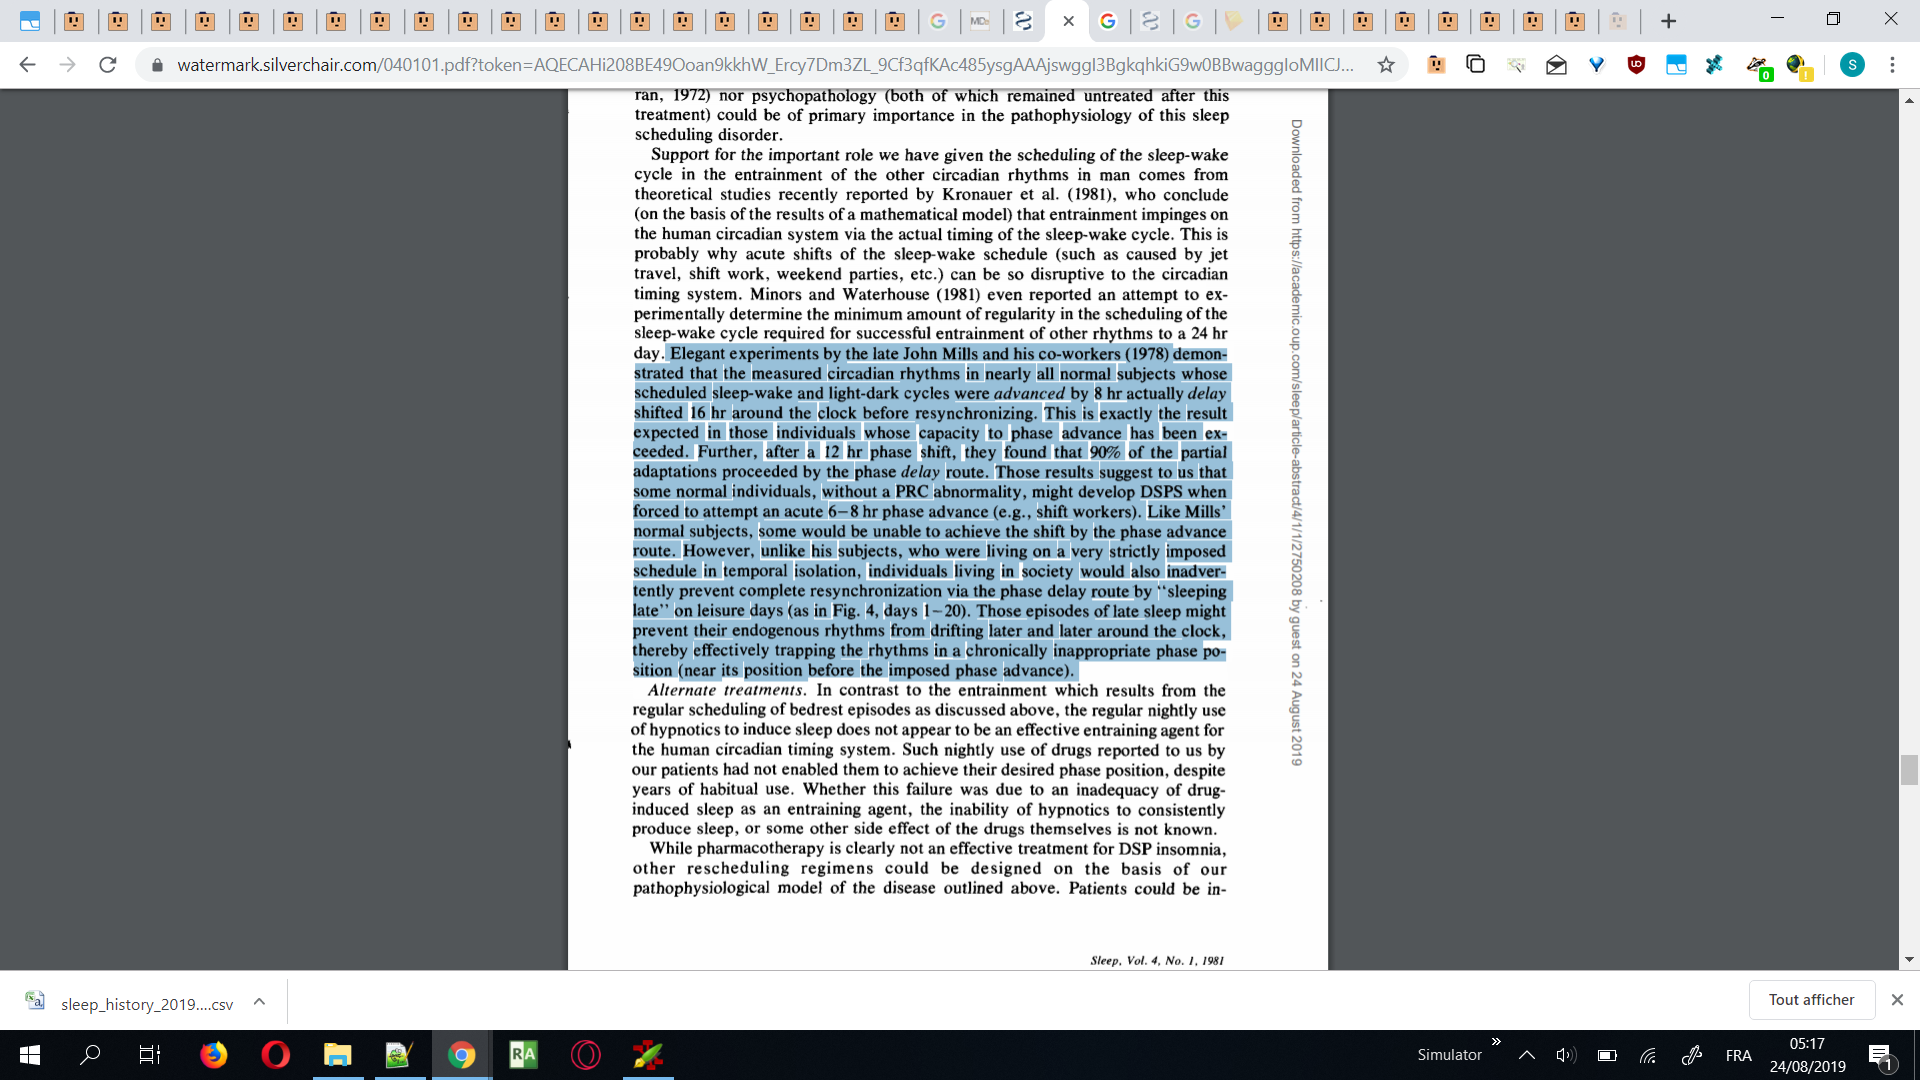 watermark.silverchair.com/040101.pdf?token=AQECAHi208BE49Ooan9kkhW_Ercy7Dm3ZL_9Cf3qfKAc485ysgAAAjswggI3BgkqhkiG9w0BBwagggIoMIICJ...
ran, 1972) nor psychopathology (both of which remained untreated after this
treatment) could be of primary importance in the pathophysiology of this sleep
scheduling disorder.
Support for the important role we have given the scheduling of the sleep-wake
cycle in the entrainment of the other circadian rhythms in man comes from
theoretical studies recently reported by Kronauer et al. (1981), who conclude
(on the basis of the results of a mathematical model) that entrainment impinges on
the human circadian system via the actual timing of the sleep-wake cycle. This is
probably why acute shifts of the sleep-wake schedule (such as caused by jet
travel, shift work, weekend parties, etc.) can be so disruptive to the circadian
timing system. Minors and Waterhouse (1981) even reported an attempt to ex-
perimentally determine the minimum amount of regularity in the scheduling of the
sleep-wake cycle required for successful entrainment of other rhythms to a 24 hr
day. Elegant experiments by the late John Mills and his co-workers (1978) demon-
strated that the measured circadian rhythms in nearly all normal subjects whose
scheduled sleep-wake and light-dark cycles were advanced by 8 hr actually delay
shifted 16 hr around the clock before resynchronizing. This is exactly the result
expected in those individuals whose capacity to phase advance has been ex-
ceeded. Further, after a 12 hr phase shift, they found that 90% of the partial
adaptations proceeded by the phase delay route. Those results suggest to us that
some normal individuals, without a PRC abnormality, might develop DSPS when
forced to attempt an acute 6–8 hr phase advance (e.g., shift workers). Like Mills’
normal subjects, some would be unable to achieve the shift by the phase advance
route. However, unlike his subjects, who were living on a very strictly imposed
schedule in temporal isolation, individuals living in society would also inadver-
tently prevent complete resynchronization via the phase delay route by ‘‘sleeping
late’’ on leisure days (as in Fig. 4, days 1–20). Those episodes of late sleep might
prevent their endogenous rhythms from drifting later and later around the clock,
thereby effectively trapping the rhythms in a chronically inappropriate phase po-
sition (near its position before the imposed phase advance).
Alternate treatments. In contrast to the entrainment which results from the
regular scheduling of bedrest episodes as discussed above, the regular nightly use
of hypnotics to induce sleep does not appear to be an effective entraining agent for
the human circadian timing system. Such nightly use of drugs reported to us by
our patients had not enabled them to achieve their desired phase position, despite
years of habitual use. Whether this failure was due to an inadequacy of drug-
induced sleep as an entraining agent, the inability of hypnotics to consistently
produce sleep, or some other side effect of the drugs themselves is not known.
While pharmacotherapy is clearly not an effective treatment for DSP insomnia,
other rescheduling regimens could be designed on the basis of our
pathophysiological model of the disease outlined above. Patients could be in-
Sleep, Vol. 4, No. 1, 1981
Downloaded from https://academic.oup.com/sleep/article-abstract/4/1/1/2750208 by guest on 24 August 2019
sleep_history_2019....csv
Tout afficher
Simulator
FRA
05:17
24/08/2019
1